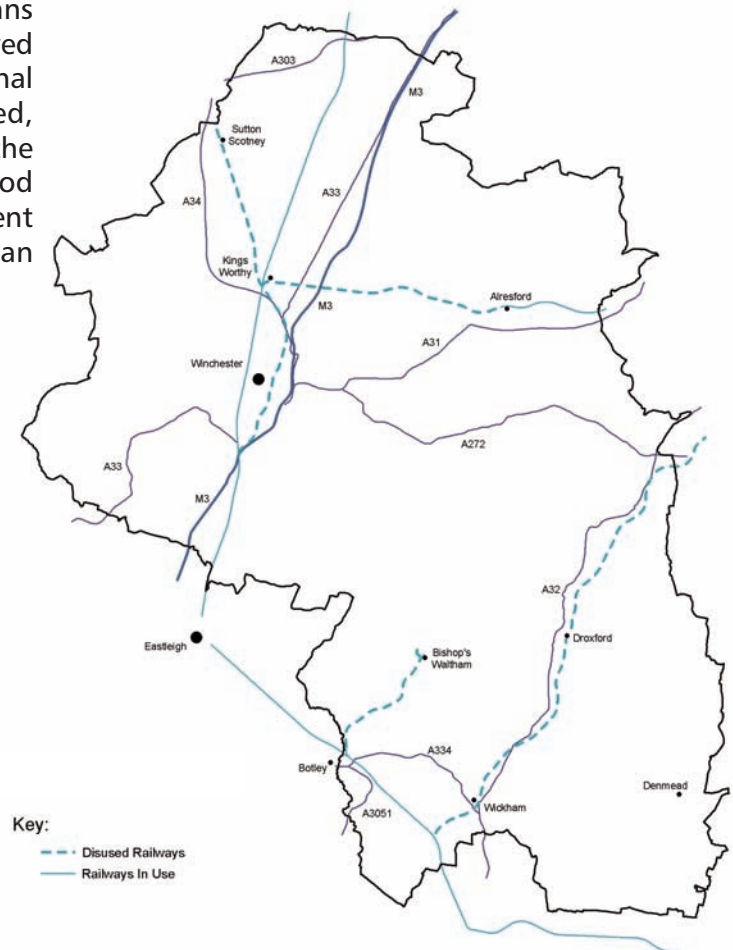 ans
ed
nal
ed,
he
od
ent
an
A303
M3
Sutton
Scotney
A34
A33
Kings
Worthy
M3
Alresford
A31
Winchester
A272
A33
M3
A32
Eastleigh
Droxford
Bishop's
Waltham
A334
Botley
Denmead
Wickham
A3051
Key:
Disused Railways
Railways In Use